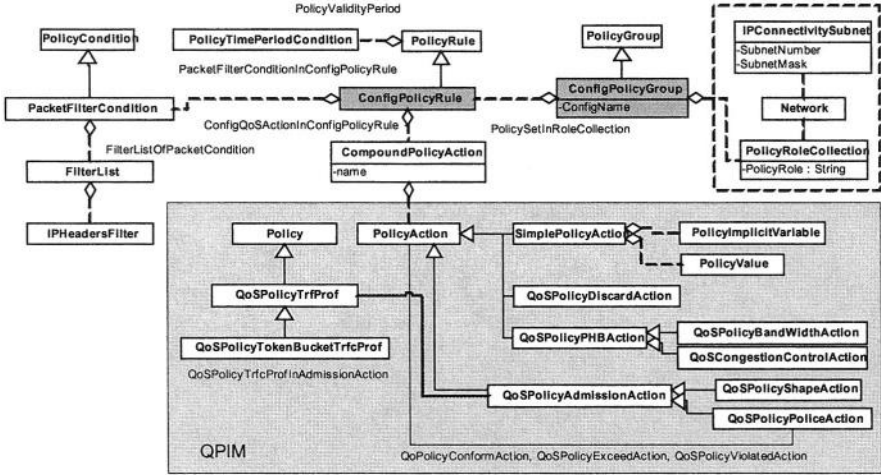 PolicyValidityPeriod
PolicyCondition
PolicyTimePeriodCondition
PolicyRule
PolicyGroup
IPConnectivitySubnet
-SubnetNumber
-SubnetMask
PacketFilterConditionInConfigPolicyRule
PacketFilterCondition
ConfigPolicyRule
ConfigPolicyGroup
-ConfigName
Network
ConfigQoSActionInConfigPolicyRule
PolicySetInRoleCollection
FilterListOfPacketCondition
CompoundPolicyAction
-name
PolicyRoleCollection
-PolicyRole : String
FilterList
IPHeadersFilter
Policy
PolicyAction
SimplePolicyAction
PolicyImplicitVariable
PolicyValue
QoSPolicyTrfProf
QoSPolicyDiscardAction
QoSPolicyTokenBucketTrfcProf
QoSPolicyPHBAction
QoSPolicyBandWidthAction
QoSCongestionControlAction
QoSPolicyTrfcProfInAdmissionAction
QoSPolicyAdmissionAction
QoSPolicyShapeAction
QoSPolicyPoliceAction
QPIM
QoPolicyConformAction, QoSPolicyExceedAction, QoSPolicyViolatedAction